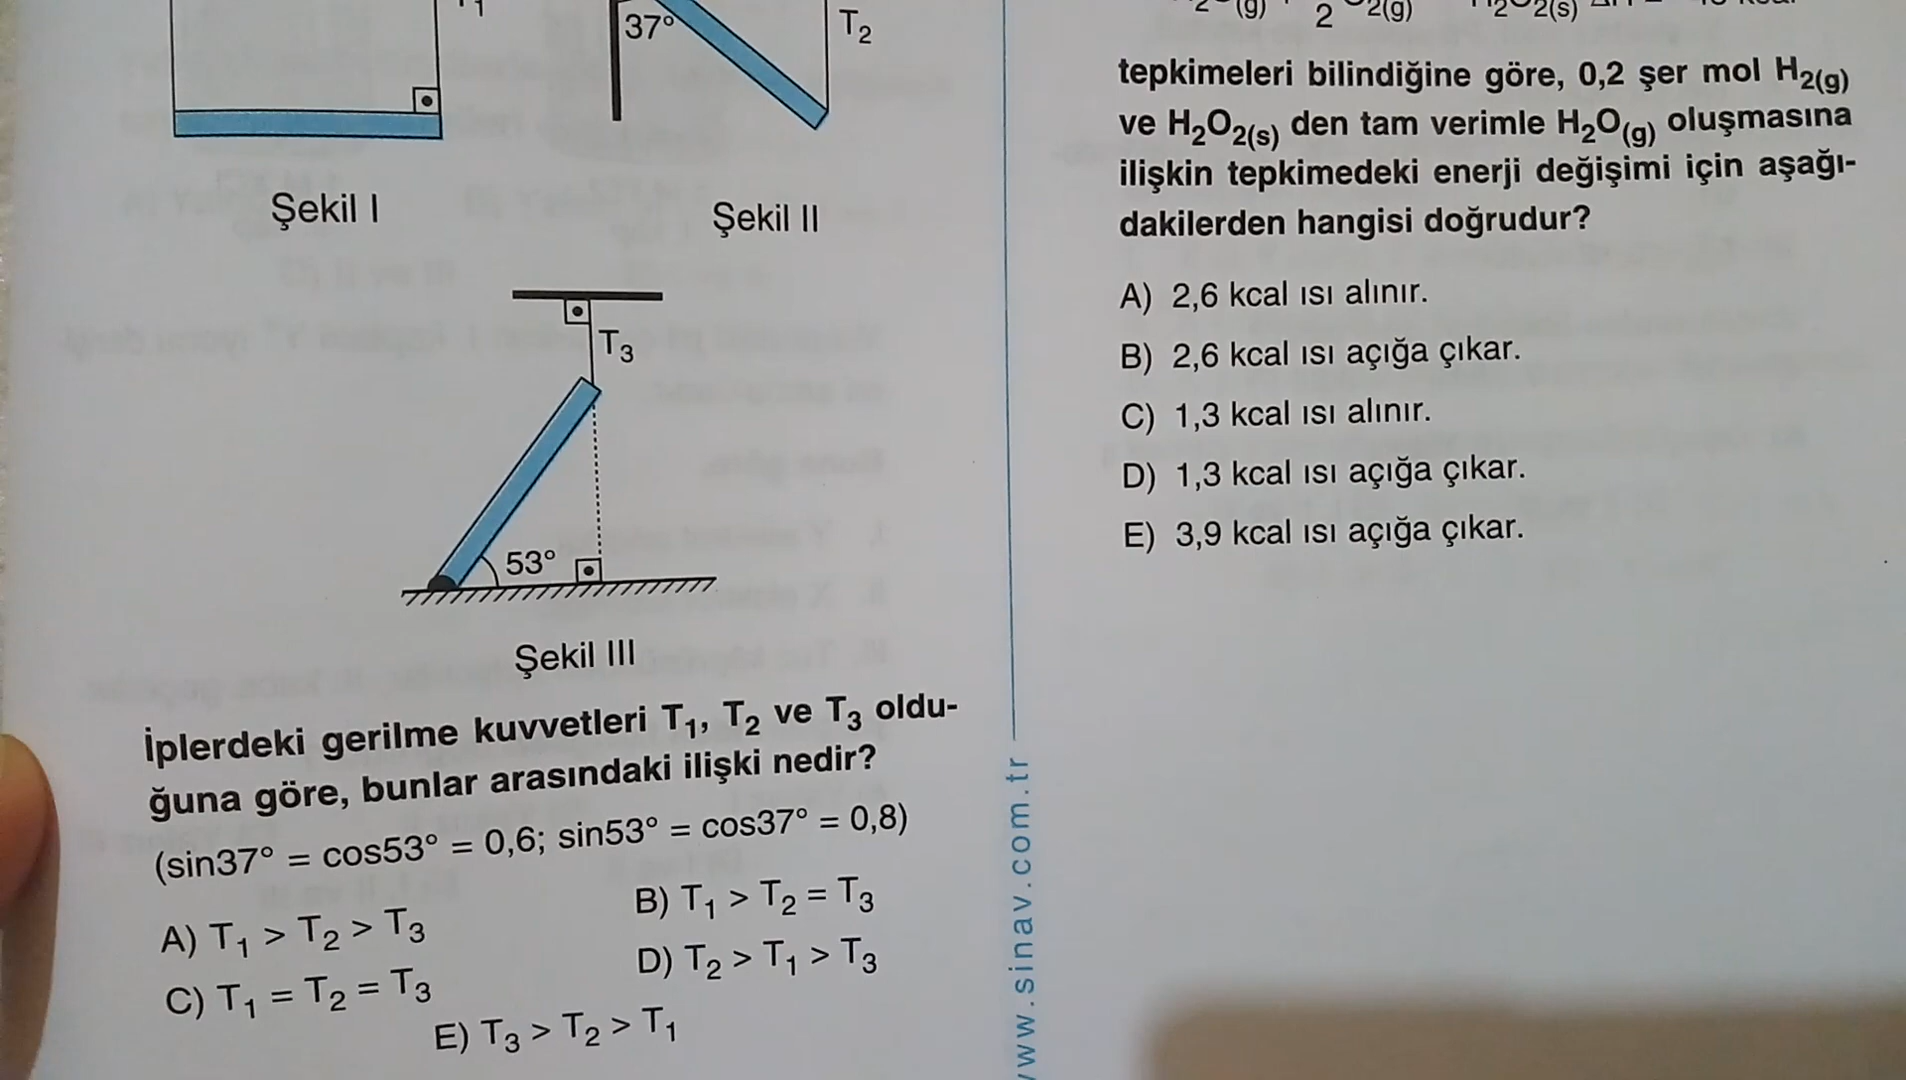 37°
T₂
Şekil I
Şekil II
T₃
53°
Şekil III
İplerdeki gerilme kuvvetleri T₁, T₂ ve T₃ oldu-
ğuna göre, bunlar arasındaki ilişki nedir?
(sin37° = cos53° = 0,6; sin53° = cos37° = 0,8)
A) T₁ > T₂ > T₃
B) T₁ > T₂ = T₃
C) T₁ = T₂ = T₃
D) T₂ > T₁ > T₃
E) T₃ > T₂ > T₁
tepkimeleri bilindiğine göre, 0,2 şer mol H₂(g)
ve H₂O₂(s) den tam verimle H₂O(g) oluşmasına
ilişkin tepkimedeki enerji değişimi için aşağı-
dakilerden hangisi doğrudur?
A) 2,6 kcal ısı alınır.
B) 2,6 kcal ısı açığa çıkar.
C) 1,3 kcal ısı alınır.
D) 1,3 kcal ısı açığa çıkar.
E) 3,9 kcal ısı açığa çıkar.
www.sinav.com.tr